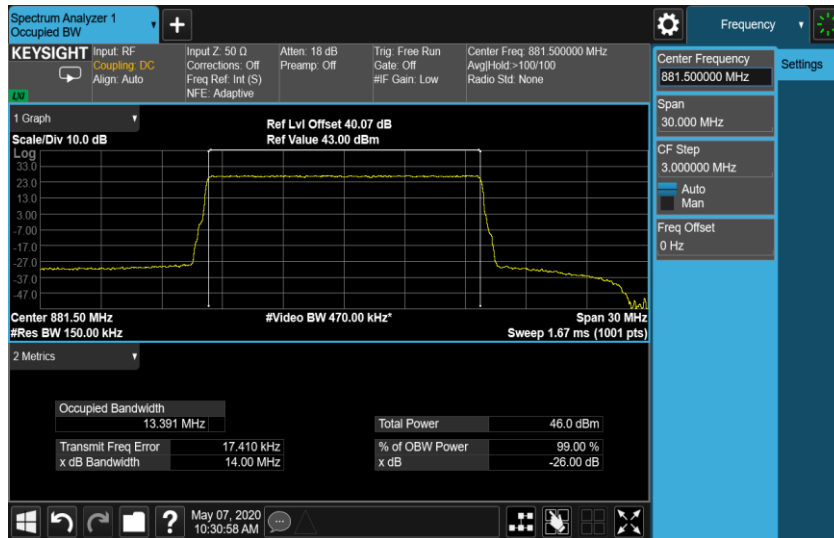 Spectrum Analyzer 1
Occupied BW
+
Frequency
KEYSIGHT
Input: RF
Coupling: DC
Align: Auto
Input Z: 50 Ω
Corrections: Off
Freq Ref: Int (S)
NFE: Adaptive
Atten: 18 dB
Preamp: Off
Trig: Free Run
Gate: Off
#IF Gain: Low
Center Freq: 881.500000 MHz
Avg|Hold:>100/100
Radio Std: None
LXI
Center Frequency
881.500000 MHz
Settings
Span
30.000 MHz
CF Step
3.000000 MHz
Auto
Man
Freq Offset
0 Hz
1 Graph
Scale/Div 10.0 dB
Ref Lvl Offset 40.07 dB
Ref Value 43.00 dBm
Log
33.0
23.0
13.0
3.00
-7.00
-17.0
-27.0
-37.0
-47.0
Center 881.50 MHz
#Video BW 470.00 kHz*
Span 30 MHz
#Res BW 150.00 kHz
Sweep 1.67 ms (1001 pts)
2 Metrics
Occupied Bandwidth
13.391 MHz
Total Power 46.0 dBm
Transmit Freq Error 17.410 kHz
% of OBW Power 99.00 %
x dB Bandwidth 14.00 MHz
x dB -26.00 dB
?
May 07, 2020
10:30:58 AM